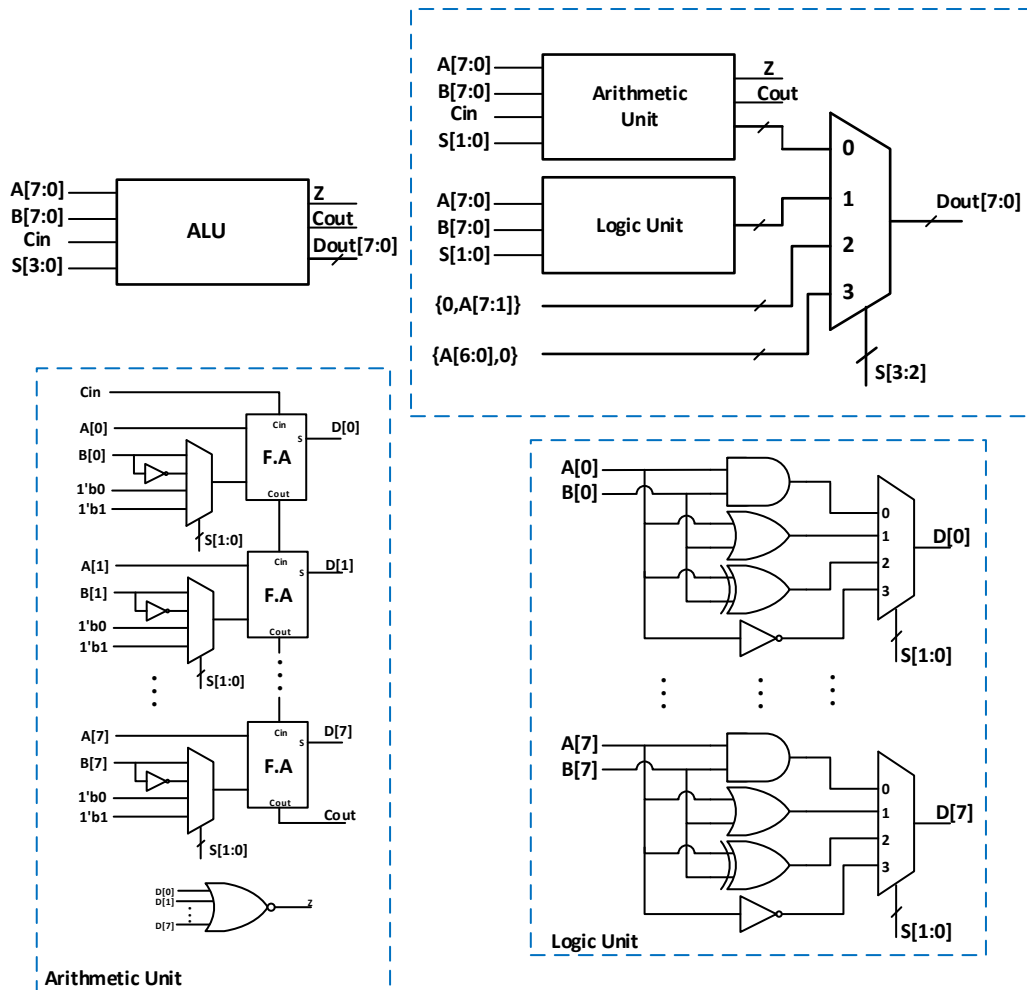 A[7:0]
B[7:0]
Cin
S[3:0]
ALU
Z
Cout
Dout[7:0]
A[7:0]
B[7:0]
Cin
S[1:0]
Arithmetic
Unit
Z
Cout
A[7:0]
B[7:0]
S[1:0]
Logic Unit
{0,A[7:1]}
{A[6:0],0}
0
1
2
3
Dout[7:0]
S[3:2]
Cin
A[0]
B[0]
1'b0
1'b1
S[1:0]
Cin
S
F.A
Cout
D[0]
A[1]
B[1]
1'b0
1'b1
S[1:0]
Cin
S
F.A
Cout
D[1]
A[7]
B[7]
1'b0
1'b1
S[1:0]
Cin
S
F.A
Cout
D[7]
Cout
D[0]
D[1]
D[7]
Z
Arithmetic Unit
A[0]
B[0]
0
1
2
3
D[0]
S[1:0]
A[7]
B[7]
0
1
2
3
D[7]
S[1:0]
Logic Unit